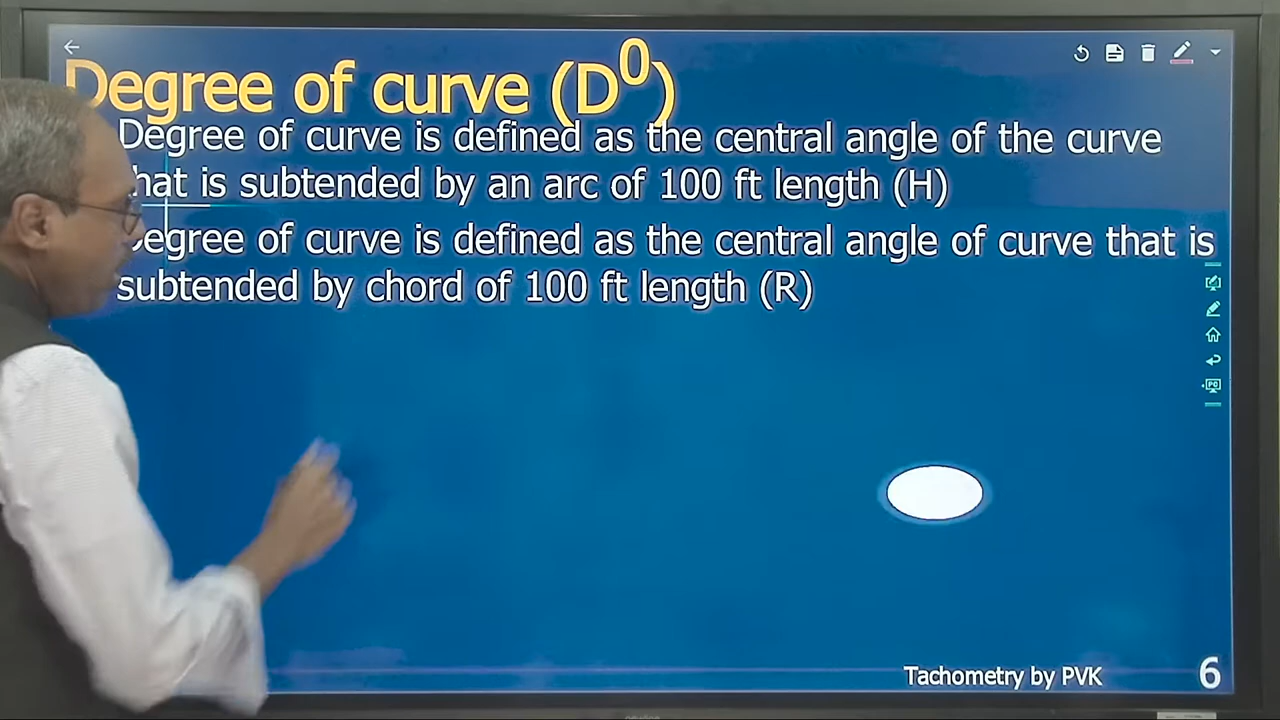 Degree of curve (D⁰)
Degree of curve is defined as the central angle of the curve
that is subtended by an arc of 100 ft length (H)
Degree of curve is defined as the central angle of curve that is
subtended by chord of 100 ft length (R)
Tachometry by PVK 6